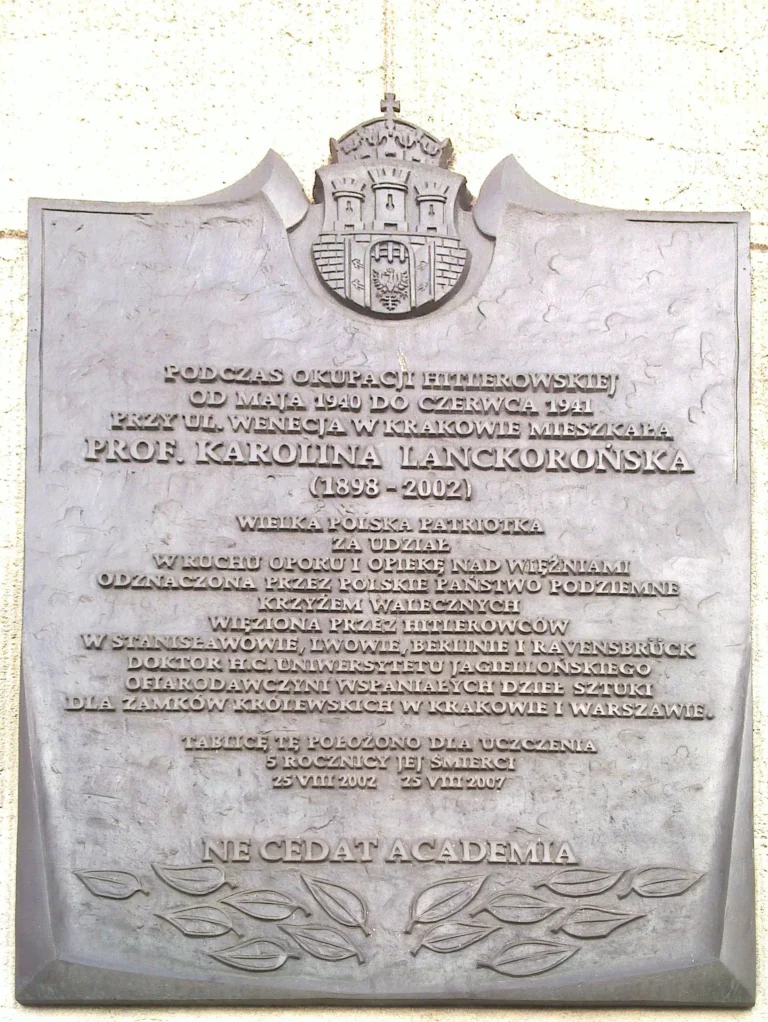 PODCZAS OKUPACJI HITLEROWSKIEJ
OD MAJA 1940 DO CZERWCA 1941
PRZY UL. WENECJA W KRAKOWIE MIESZKAŁA
PROF. KAROLINA LANCKOROŃSKA
(1898 - 2002)
WIELKA POLSKA PATRIOTKA
ZA UDZIAŁ
W RUCHU OPORU I OPIEKĘ NAD WIĘŹNIAMI
ODZNACZONA PRZEZ POLSKIE PAŃSTWO PODZIEMNE
KRZYŻEM WALECZNYCH
WIĘZIONA PRZEZ HITLEROWCÓW
W STANISŁAWOWIE, LWOWIE, BERLINIE I RAVENSBRÜCK
DOKTOR H.C. UNIWERSYTETU JAGIELLOŃSKIEGO
OFIARODAWCZYNI WSPANIAŁYCH DZIEŁ SZTUKI
DLA ZAMKÓW KRÓLEWSKICH W KRAKOWIE I WARSZAWIE.
TABLICĘ TĘ POŁOŻONO DLA UCZCZENIA
5 ROCZNICY JEJ ŚMIERCI
25 VIII 2002 25 VIII 2007
NE CEDAT ACADEMIA